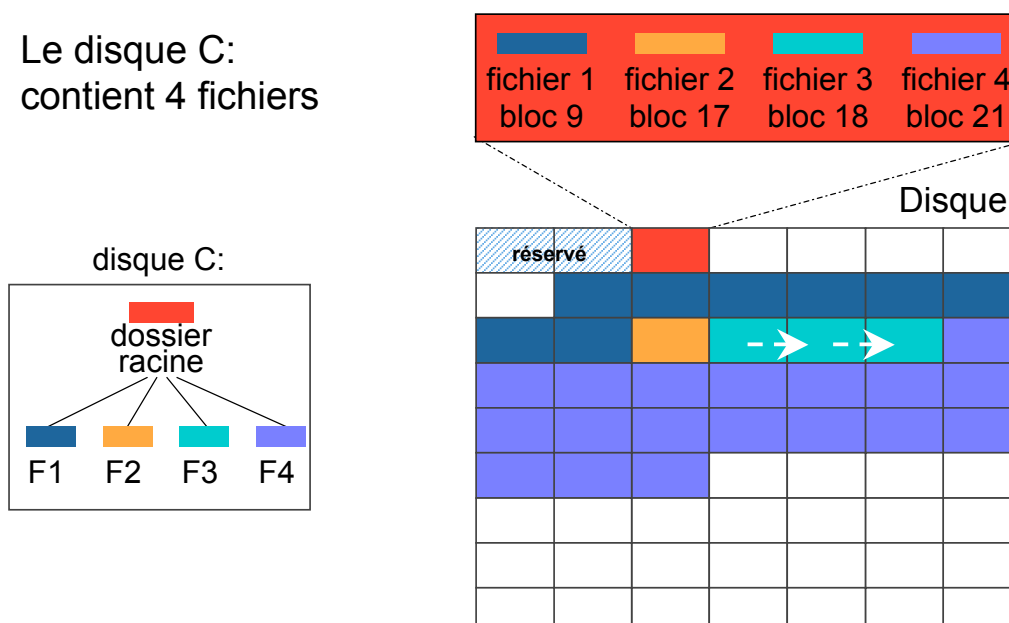 Le disque C:
contient 4 fichiers
fichier 1 fichier 2 fichier 3 fichier 4
bloc 9 bloc 17 bloc 18 bloc 21
Disque
réservé
disque C:
dossier
racine
F1 F2 F3 F4